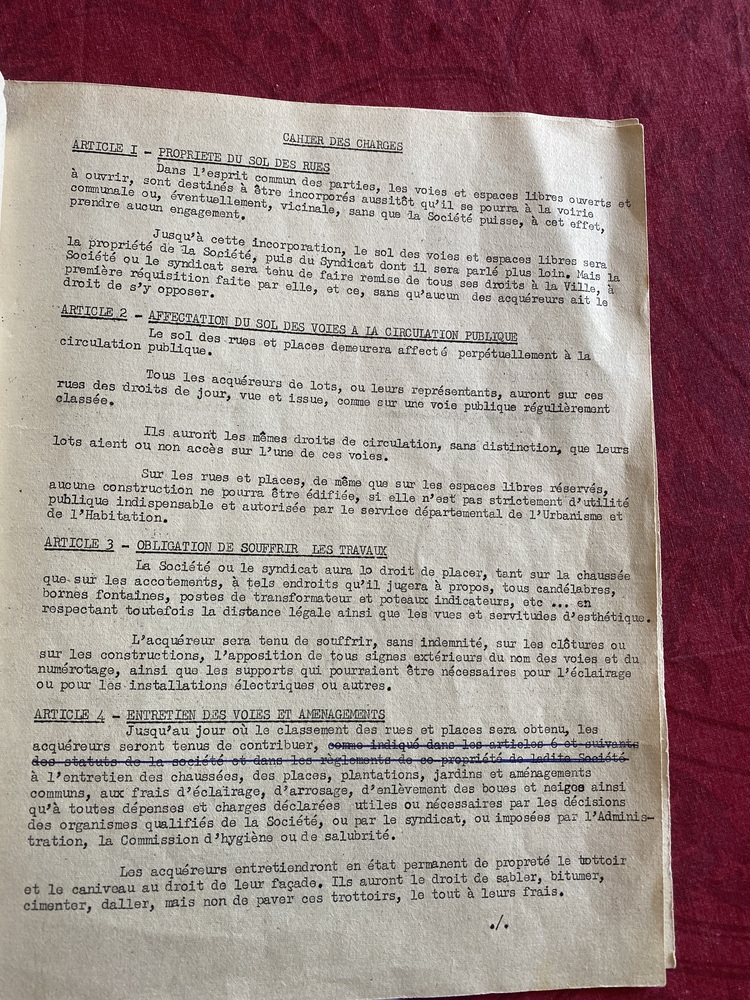 CAHIER DES CHARGES
ARTICLE I - PROPRIETE DU SOL DES RUES
Dans l'esprit commun des parties, les voies et espaces libres ouverts et
à ouvrir, sont destinés à être incorporés aussitôt qu'il se pourra à la voirie
communale ou, éventuellement, vicinale, sans que la Société puisse, à cet effet,
prendre aucun engagement.
Jusqu'à cette incorporation, le sol des voies et espaces libres sera
la propriété de la Société, puis du Syndicat dont il sera parlé plus loin. Mais la
Société ou le syndicat sera tenu de faire remise de tous ses droits à la Ville, à
première réquisition faite par elle, et ce, sans qu'aucun des acquéreurs ait le
droit de s'y opposer.
ARTICLE 2 - AFFECTATION DU SOL DES VOIES A LA CIRCULATION PUBLIQUE
Le sol des rues et places demeurera affecté perpétuellement à la
circulation publique.
Tous les acquéreurs de lots, ou leurs représentants, auront sur ces
rues des droits de jour, vue et issue, comme sur une voie publique régulièrement
classée.
Ils auront les mêmes droits de circulation, sans distinction, que leurs
lots aient ou non accès sur l'une de ces voies.
Sur les rues et places, de même que sur les espaces libres réservés,
aucune construction ne pourra être édifiée, si elle n'est pas strictement d'utilité
publique indispensable et autorisée par le service départemental de l'Urbanisme et
de l'Habitation.
ARTICLE 3 - OBLIGATION DE SOUFFRIR LES TRAVAUX
La Société ou le syndicat aura lo droit de placer, tant sur la chaussée
que sur les accotements, à tels endroits qu'il jugera à propos, tous candélabres,
bornes fontaines, postes de transformateur et poteaux indicateurs, etc ... en
respectant toutefois la distance légale ainsi que les vues et servitudes d'esthétique.
L'acquéreur sera tenu de souffrir, sans indemnité, sur les clôtures ou
sur les constructions, l'apposition de tous signes extérieurs du nom des voies et du
numérotage, ainsi que les supports qui pourraient être nécessaires pour l'éclairage
ou pour les installations électriques ou autres.
ARTICLE 4 - ENTRETIEN DES VOIES ET AMENAGEMENTS
Jusqu'au jour où le classement des rues et places sera obtenu, les
acquéreurs seront tenus de contribuer, comme indiqué dans les articles 6 et suivants
des statuts de la société et dans les règlements de co-propriété de ladite Société
à l'entretien des chaussées, des places, plantations, jardins et aménagements
communs, aux frais d'éclairage, d'arrosage, d'enlèvement des boues et neiges ainsi
qu'à toutes dépenses et charges déclarées utiles ou nécessaires par les décisions
des organismes qualifiés de la Société, ou par le syndicat, ou imposées par l'Adminis-
tration, la Commission d'hygiène ou de salubrité.
Les acquéreurs entretiendront en état permanent de propreté le trottoir
et le caniveau au droit de leur façade. Ils auront le droit de sabler, bitumer,
cimenter, daller, mais non de paver ces trottoirs, le tout à leurs frais.
./.